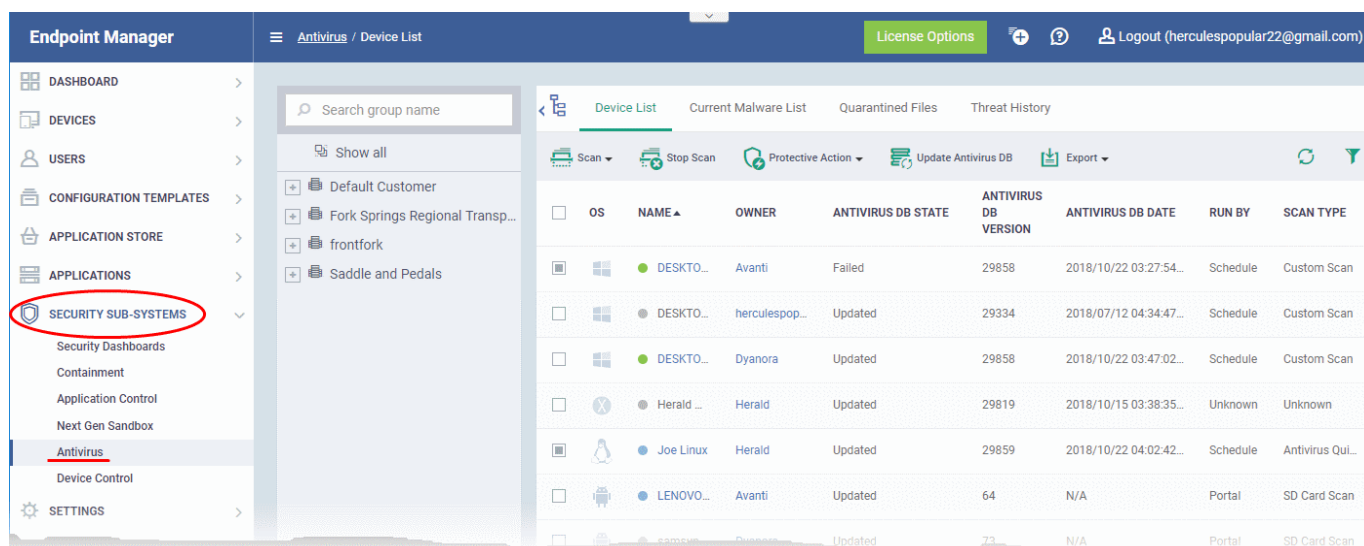 Endpoint Manager
Antivirus / Device List
License Options
Logout (herculespopular22@gmail.com)
DASHBOARD
DEVICES
USERS
CONFIGURATION TEMPLATES
APPLICATION STORE
APPLICATIONS
SECURITY SUB-SYSTEMS
Security Dashboards
Containment
Application Control
Next Gen Sandbox
Antivirus
Device Control
SETTINGS
Search group name
Show all
Default Customer
Fork Springs Regional Transp...
frontfork
Saddle and Pedals
Device List Current Malware List Quarantined Files Threat History
Scan Stop Scan Protective Action Update Antivirus DB Export
OS NAME OWNER ANTIVIRUS DB STATE ANTIVIRUS DB VERSION ANTIVIRUS DB DATE RUN BY SCAN TYPE
DESKTO... Avanti Failed 29858 2018/10/22 03:27:54... Schedule Custom Scan
DESKTO... herculespop... Updated 29334 2018/07/12 04:34:47... Schedule Custom Scan
DESKTO... Dyanora Updated 29858 2018/10/22 03:47:02... Schedule Custom Scan
Herald ... Herald Updated 29819 2018/10/15 03:38:35... Unknown Unknown
Joe Linux Herald Updated 29859 2018/10/22 04:02:42... Schedule Antivirus Qui...
LENOVO... Avanti Updated 64 N/A Portal SD Card Scan
Updated 73 N/A Portal SD Card Scan